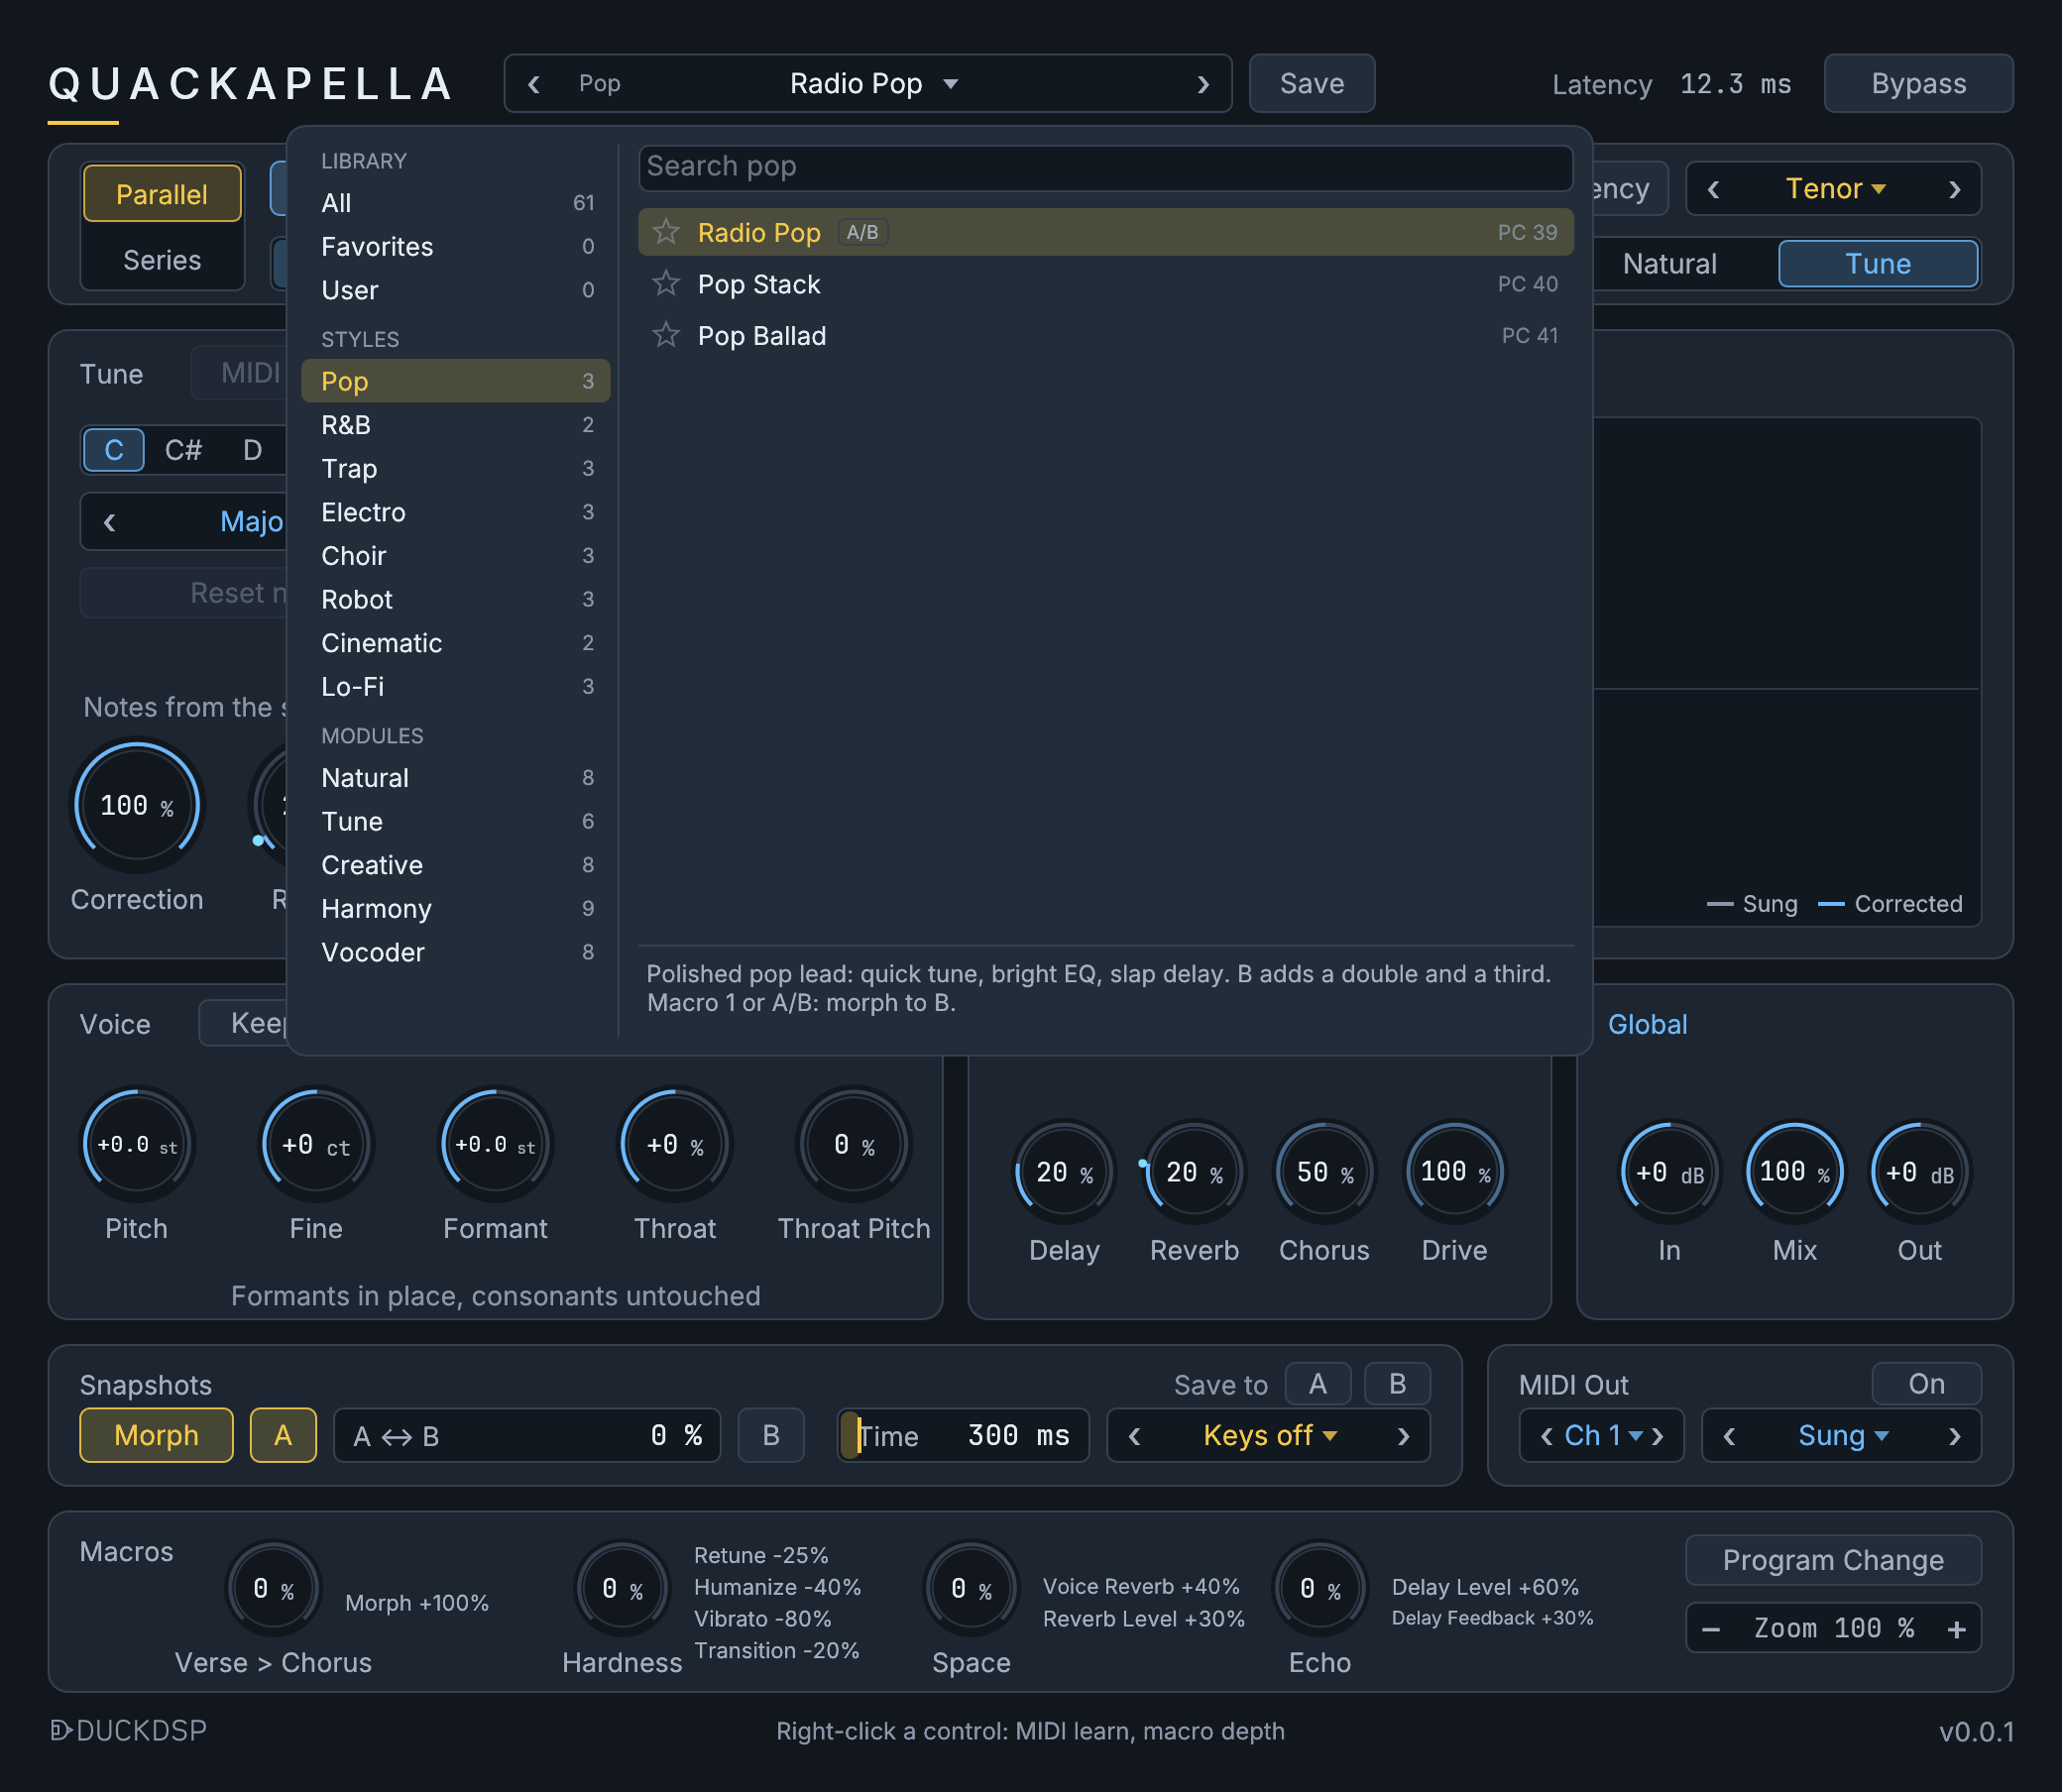 QUACKAPELLA
Pop
Radio Pop
Save
Latency 12.3 ms
Bypass
Parallel
Series
ency
Tenor
Natural
Tune
LIBRARY
All 61
Favorites 0
User 0
STYLES
Pop 3
R&B 2
Trap 3
Electro 3
Choir 3
Robot 3
Cinematic 2
Lo-Fi 3
MODULES
Natural 8
Tune 6
Creative 8
Harmony 9
Vocoder 8
Search pop
Radio Pop A/B PC 39
Pop Stack PC 40
Pop Ballad PC 41
Polished pop lead: quick tune, bright EQ, slap delay. B adds a double and a third.
Macro 1 or A/B: morph to B.
Tune
MIDI
C C# D
Majo
Reset n
Notes from the s
100 %
Correction
R
Sung
Corrected
Voice
Keep
+0.0 st
Pitch
+0 ct
Fine
+0.0 st
Formant
+0 %
Throat
0 %
Throat Pitch
Formants in place, consonants untouched
20 %
Delay
20 %
Reverb
50 %
Chorus
100 %
Drive
Global
+0 dB
In
100 %
Mix
+0 dB
Out
Snapshots
Save to A B
Morph
A
A ↔ B 0 %
B
Time 300 ms
Keys off
MIDI Out
On
Ch 1
Sung
Macros
0 %
Verse > Chorus
Morph +100%
0 %
Hardness
Retune -25%
Humanize -40%
Vibrato -80%
Transition -20%
0 %
Space
Voice Reverb +40%
Reverb Level +30%
0 %
Echo
Delay Level +60%
Delay Feedback +30%
Program Change
− Zoom 100 % +
DUCKDSP
Right-click a control: MIDI learn, macro depth
v0.0.1